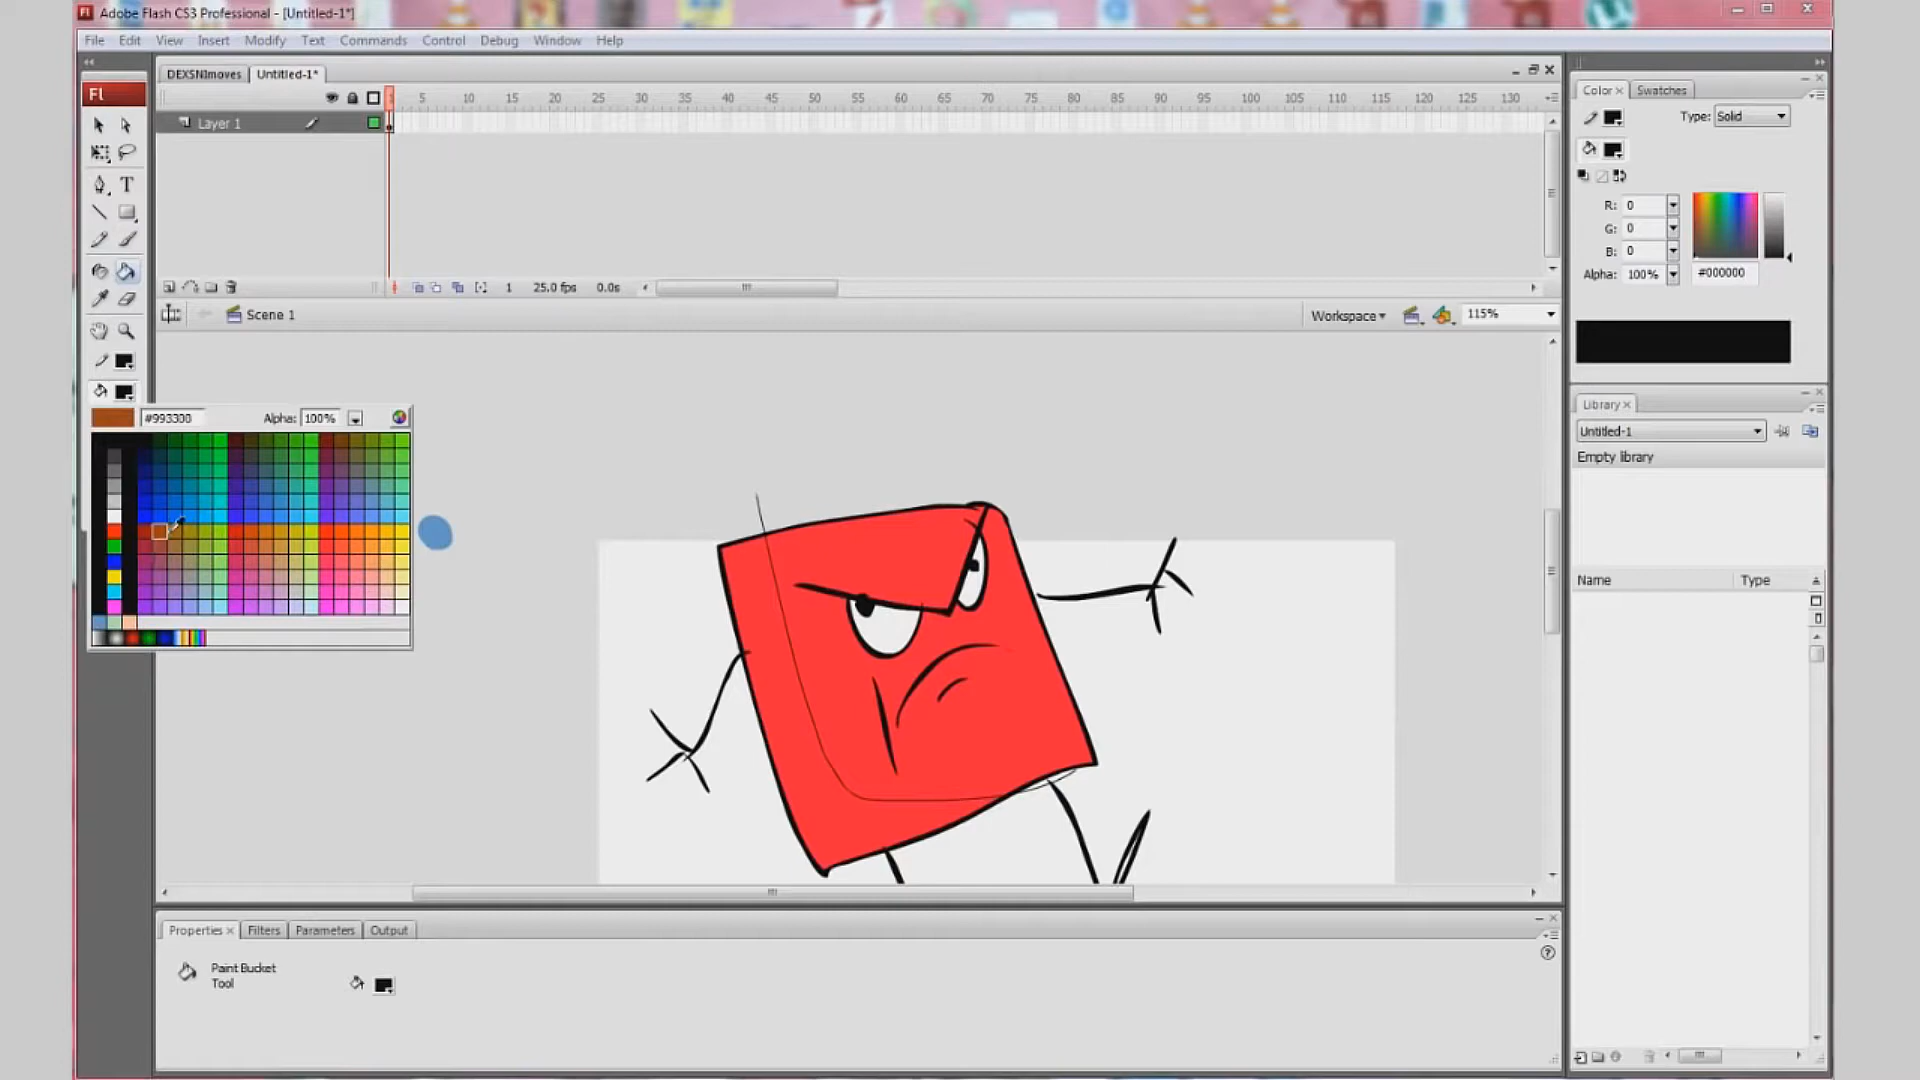 Fl Adobe Flash CS3 Professional - [Untitled-1*]
File Edit View Insert Modify Text Commands Control Debug Window Help
DEXSNImoves Untitled-1*
Fl
5 10 15 20 25 30 35 40 45 50 55 60 65 70 75 80 85 90 95 100 105 110 115 120 125 130
Layer 1
1 25.0 fps 0.0s
Scene 1
Workspace 115%
#993300 Alpha: 100%
Color Swatches
Type: Solid
R: 0
G: 0
B: 0
Alpha: 100% #000000
Library
Untitled-1
Empty library
Name Type
Properties Filters Parameters Output
Paint Bucket
Tool